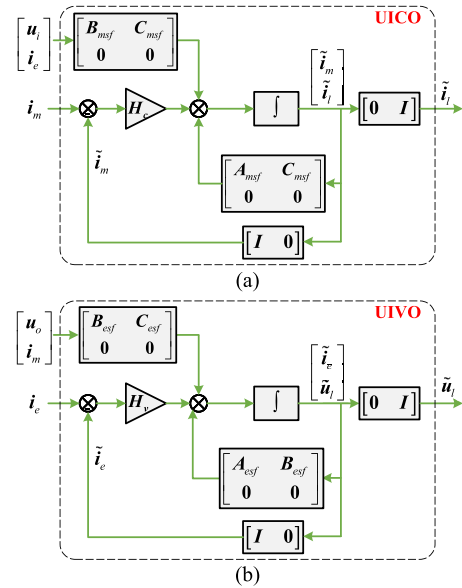 UICO
[u_i
i_e]
[B_msf C_msf
0 0]
i_m
H_c
∫
[ĩ_m
ĩ_l]
[0 I]
ĩ_l
ĩ_m
[A_msf C_msf
0 0]
[I 0]
(a)
UIVO
[u_o
i_m]
[B_esf C_esf
0 0]
i_e
H_v
∫
[ĩ_e
ũ_l]
[0 I]
ũ_l
ĩ_e
[A_esf B_esf
0 0]
[I 0]
(b)